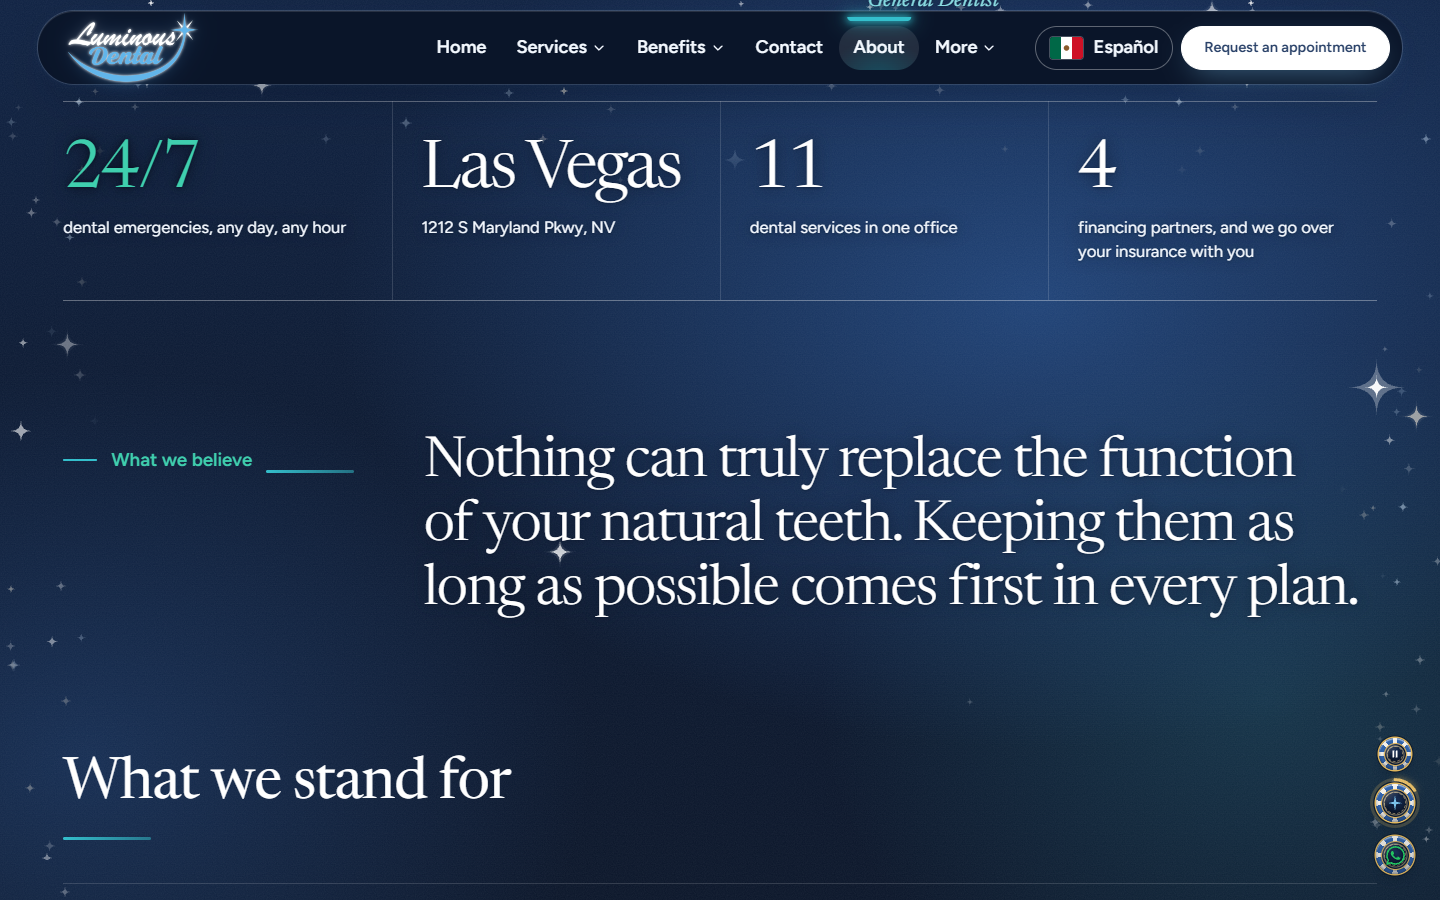 General Dentist
Luminous
Dental
Home
Services
Benefits
Contact
About
More
Español
Request an appointment
24/7
dental emergencies, any day, any hour
Las Vegas
1212 S Maryland Pkwy, NV
11
dental services in one office
4
financing partners, and we go over
your insurance with you
What we believe
Nothing can truly replace the function
of your natural teeth. Keeping them as
long as possible comes first in every plan.
What we stand for